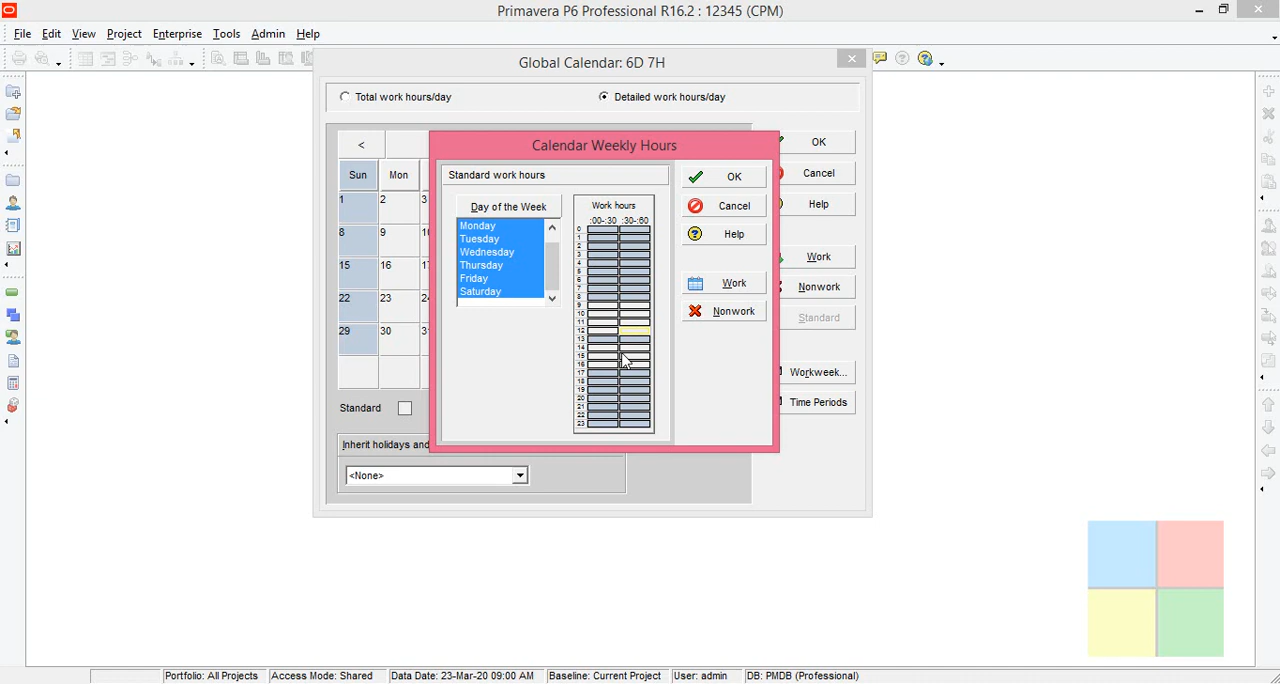 Primavera P6 Professional R16.2 : 12345 (CPM)
File Edit View Project Enterprise Tools Admin Help
Global Calendar: 6D 7H
Total work hours/day Detailed work hours/day
<
Sun Mon
1 2 3
8 9
15 16
22 23
29 30
Standard
Inherit holidays and
<None>
OK
Cancel
Help
Work
Nonwork
Standard
Workweek...
Time Periods
Calendar Weekly Hours
Standard work hours
Day of the Week
Monday
Tuesday
Wednesday
Thursday
Friday
Saturday
Work hours
:00-:30 :30-:60
0
1
2
3
4
5
6
7
8
9
10
11
12
13
14
15
16
17
18
19
20
21
22
23
OK
Cancel
Help
Work
Nonwork
Portfolio: All Projects Access Mode: Shared Data Date: 23-Mar-20 09:00 AM Baseline: Current Project User: admin DB: PMDB (Professional)